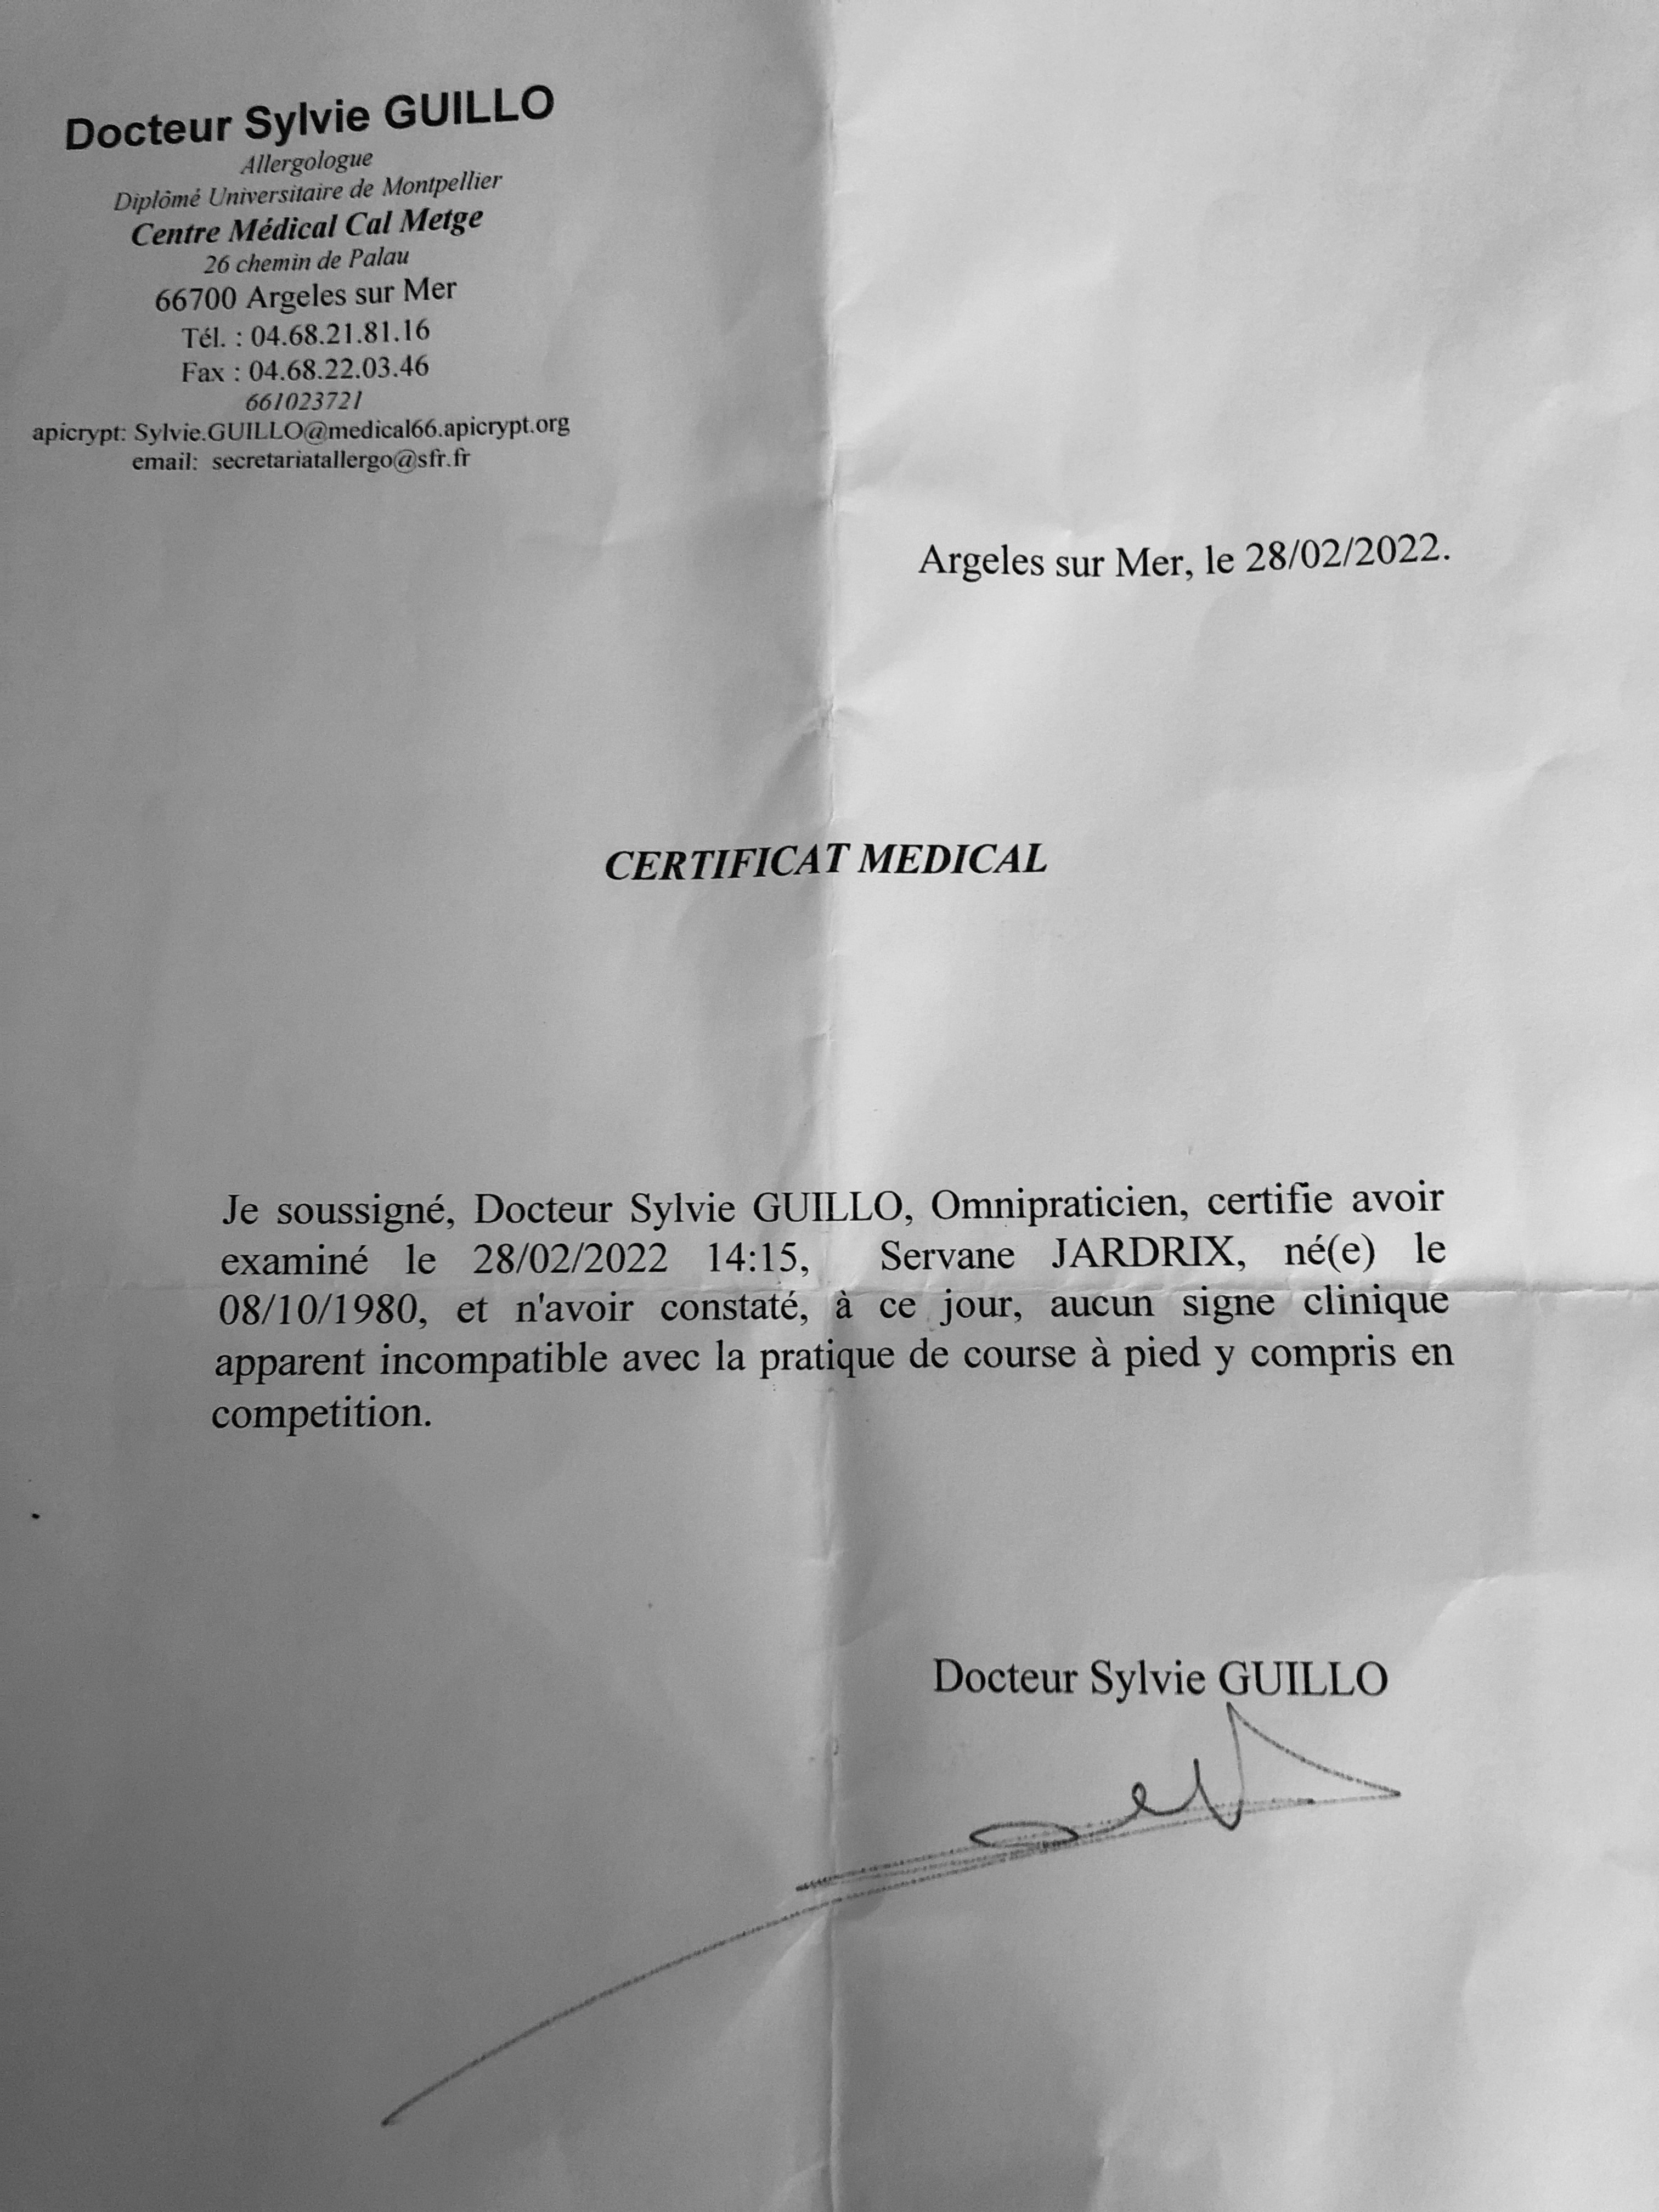 Docteur Sylvie GUILLO
Allergologue
Diplômé Universitaire de Montpellier
Centre Médical Cal Metge
26 chemin de Palau
66700 Argeles sur Mer
Tél. : 04.68.21.81.16
Fax : 04.68.22.03.46
661023721
apicrypt: Sylvie.GUILLO@medical66.apicrypt.org
email: secretariatallergo@sfr.fr
Argeles sur Mer, le 28/02/2022.
CERTIFICAT MEDICAL
Je soussigné, Docteur Sylvie GUILLO, Omnipraticien, certifie avoir
examiné le 28/02/2022 14:15, Servane JARDRIX, né(e) le
08/10/1980, et n'avoir constaté, à ce jour, aucun signe clinique
apparent incompatible avec la pratique de course à pied y compris en
competition.
Docteur Sylvie GUILLO